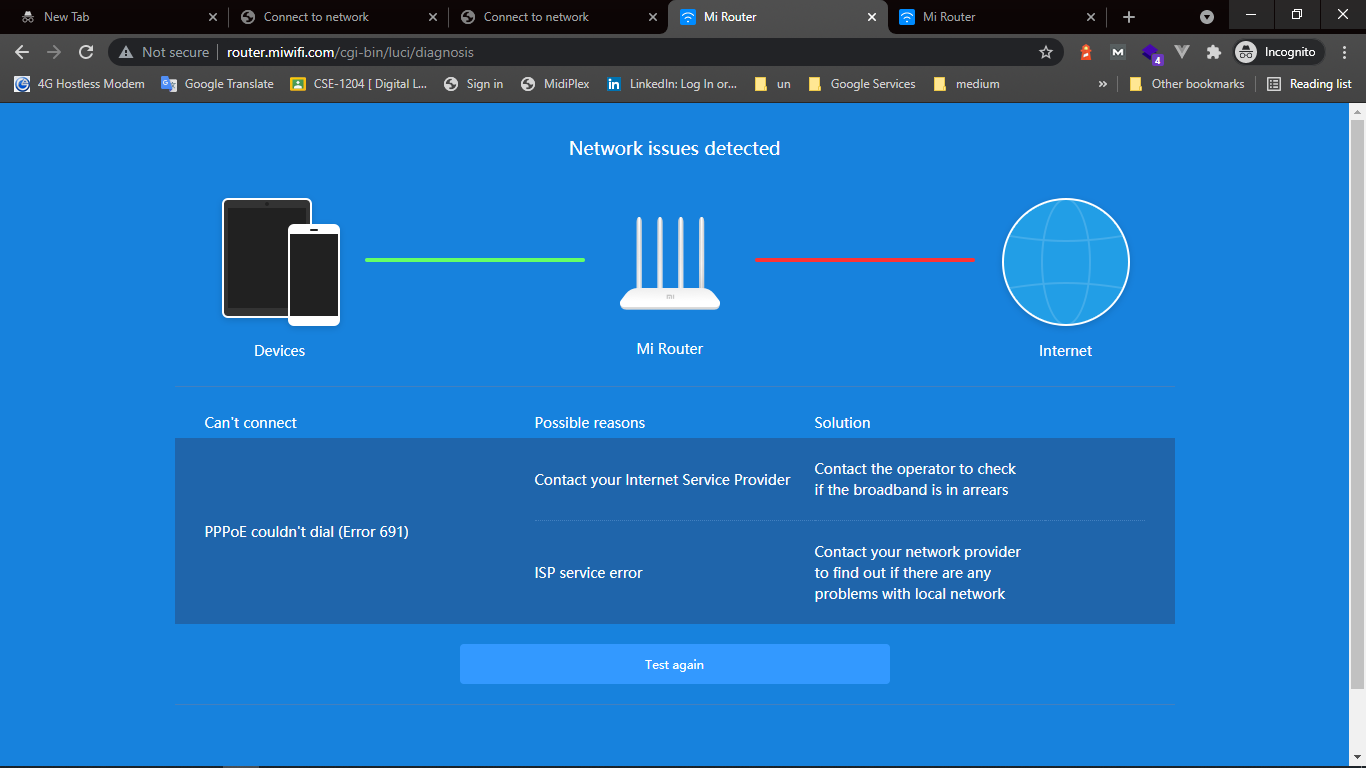 New Tab
Connect to network
Connect to network
Mi Router
Mi Router
Not secure
router.miwifi.com/cgi-bin/luci/diagnosis
M
4
Incognito
G
4G Hostless Modem
Google Translate
CSE-1204 [ Digital L...
Sign in
MidiPlex
in
LinkedIn: Log In or...
un
Google Services
medium
»
Other bookmarks
Reading list
Network issues detected
mi
Devices
Mi Router
Internet
Can't connect
Possible reasons
Solution
PPPoE couldn't dial (Error 691)
Contact your Internet Service Provider
Contact the operator to check
if the broadband is in arrears
ISP service error
Contact your network provider
to find out if there are any
problems with local network
Test again